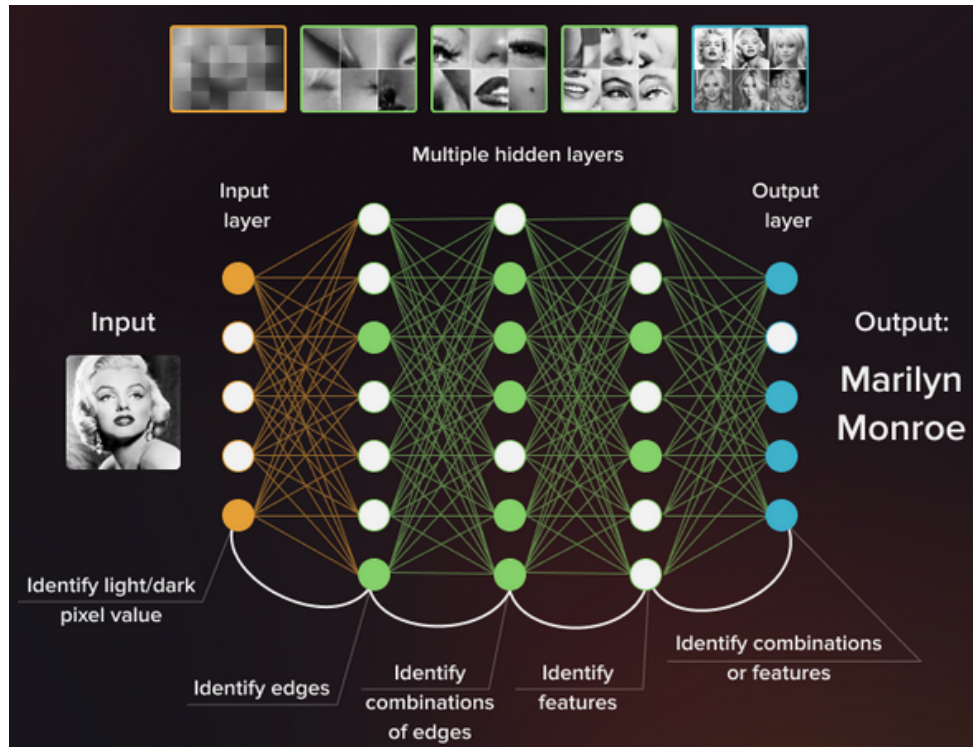 Multiple hidden layers
Input
layer
Output
layer
Input
Output:
Marilyn
Monroe
Identify light/dark
pixel value
Identify edges
Identify
combinations
of edges
Identify
features
Identify combinations
or features